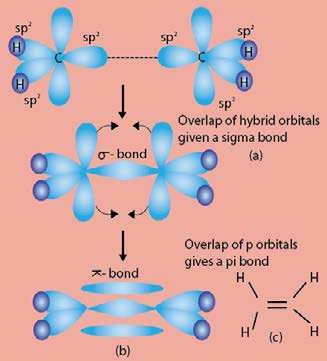 sp²
sp²
sp²
sp²
H
C
C
H
H
H
sp²
sp²
Overlap of hybrid orbitals
given a sigma bond
(a)
σ- bond
Overlap of p orbitals
gives a pi bond
π- bond
H
H
=
H
H
(b)
(c)